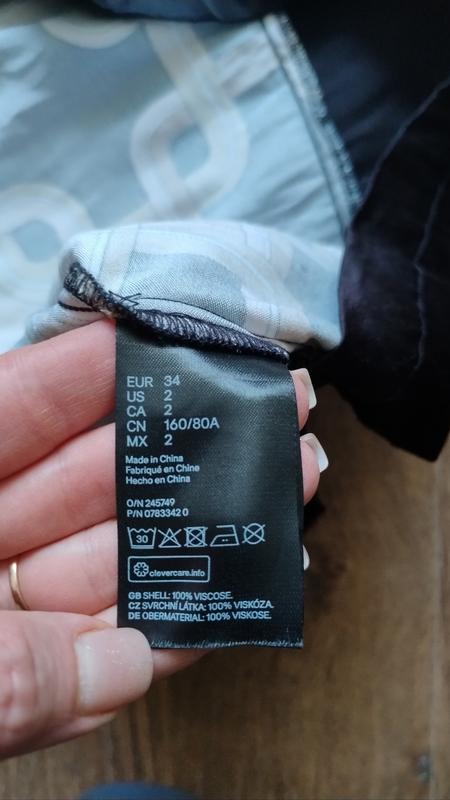 EUR 34
US 2
CA 2
CN 160/80A
MX 2
Made in China
Fabriqué en Chine
Hecho en China
O/N 245749
P/N 0783342 0
30
clevercare.info
GB SHELL: 100% VISCOSE.
CZ SVRCHNÍ LÁTKA: 100% VISKÓZA.
DE OBERMATERIAL: 100% VISKOSE.